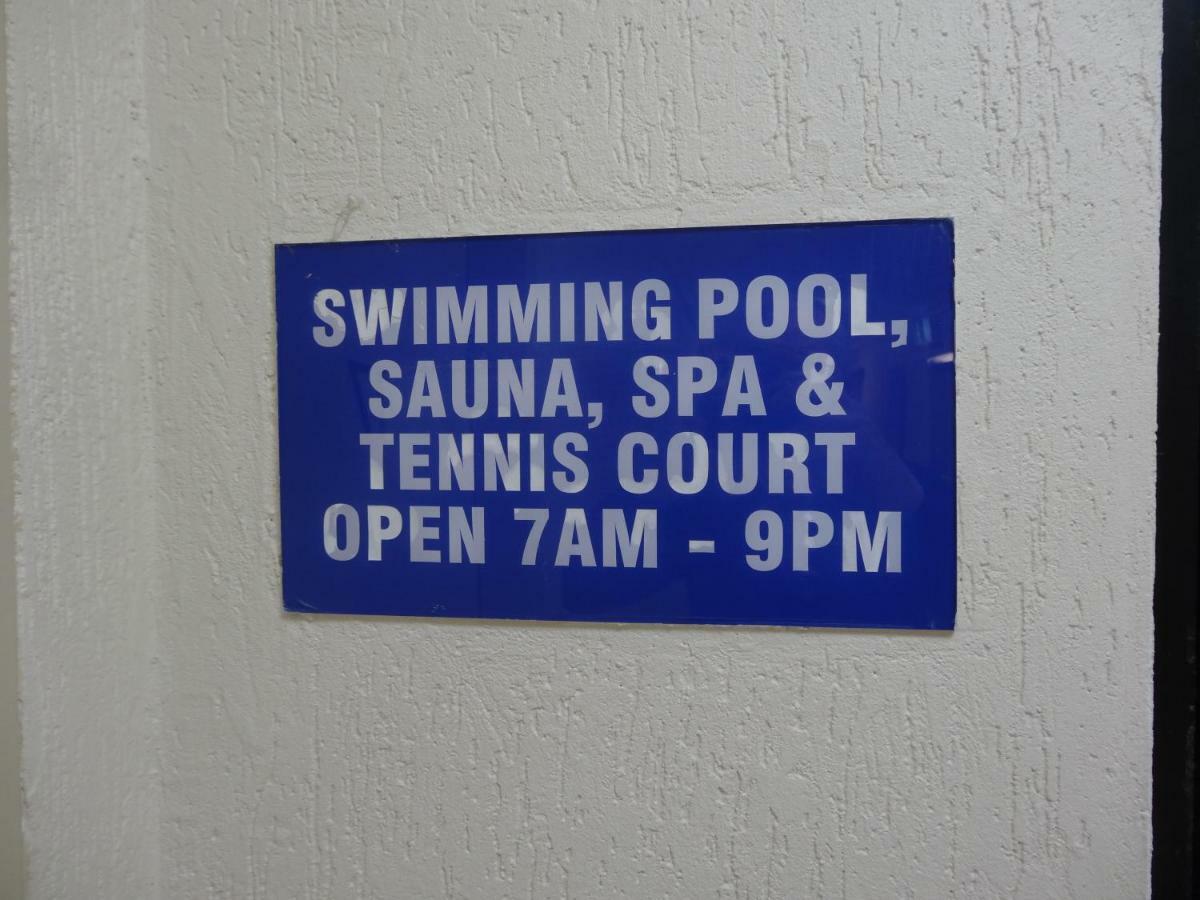 SWIMMING POOL,
SAUNA, SPA &
TENNIS COURT
OPEN 7AM - 9PM